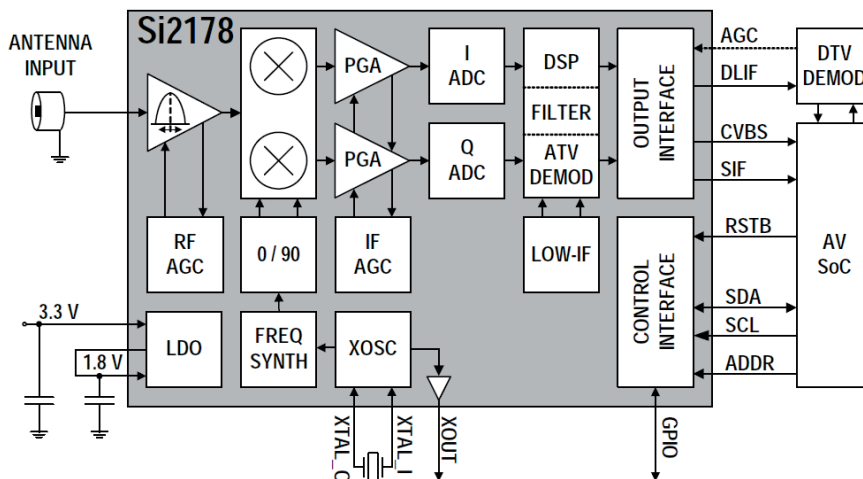 Si2178
ANTENNA
INPUT
PGA
PGA
I
ADC
Q
ADC
DSP
FILTER
ATV
DEMOD
OUTPUT
INTERFACE
AGC
DLIF
CVBS
SIF
DTV
DEMOD
RF
AGC
0 / 90
IF
AGC
LOW-IF
CONTROL
INTERFACE
RSTB
SDA
SCL
ADDR
AV
SoC
3.3 V
1.8 V
LDO
FREQ
SYNTH
XOSC
XTAL_O
XTAL_I
XOUT
GPIO